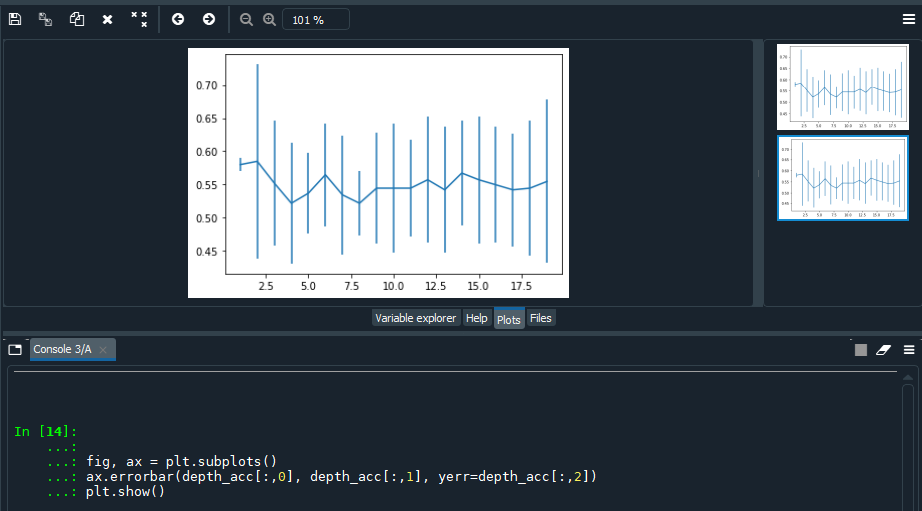 101 %
0.70
0.65
0.60
0.55
0.50
0.45
2.5 5.0 7.5 10.0 12.5 15.0 17.5
Variable explorer Help Plots Files
Console 3/A
In [14]:
...:
...: fig, ax = plt.subplots()
...: ax.errorbar(depth_acc[:,0], depth_acc[:,1], yerr=depth_acc[:,2])
...: plt.show()